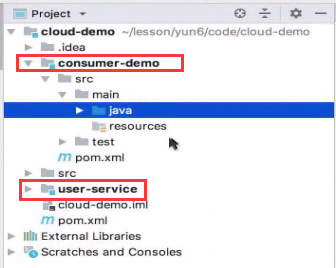 Project
cloud-demo ~/lesson/yun6/code/cloud-demo
.idea
consumer-demo
src
main
java
resources
test
pom.xml
src
user-service
cloud-demo.iml
pom.xml
External Libraries
Scratches and Consoles